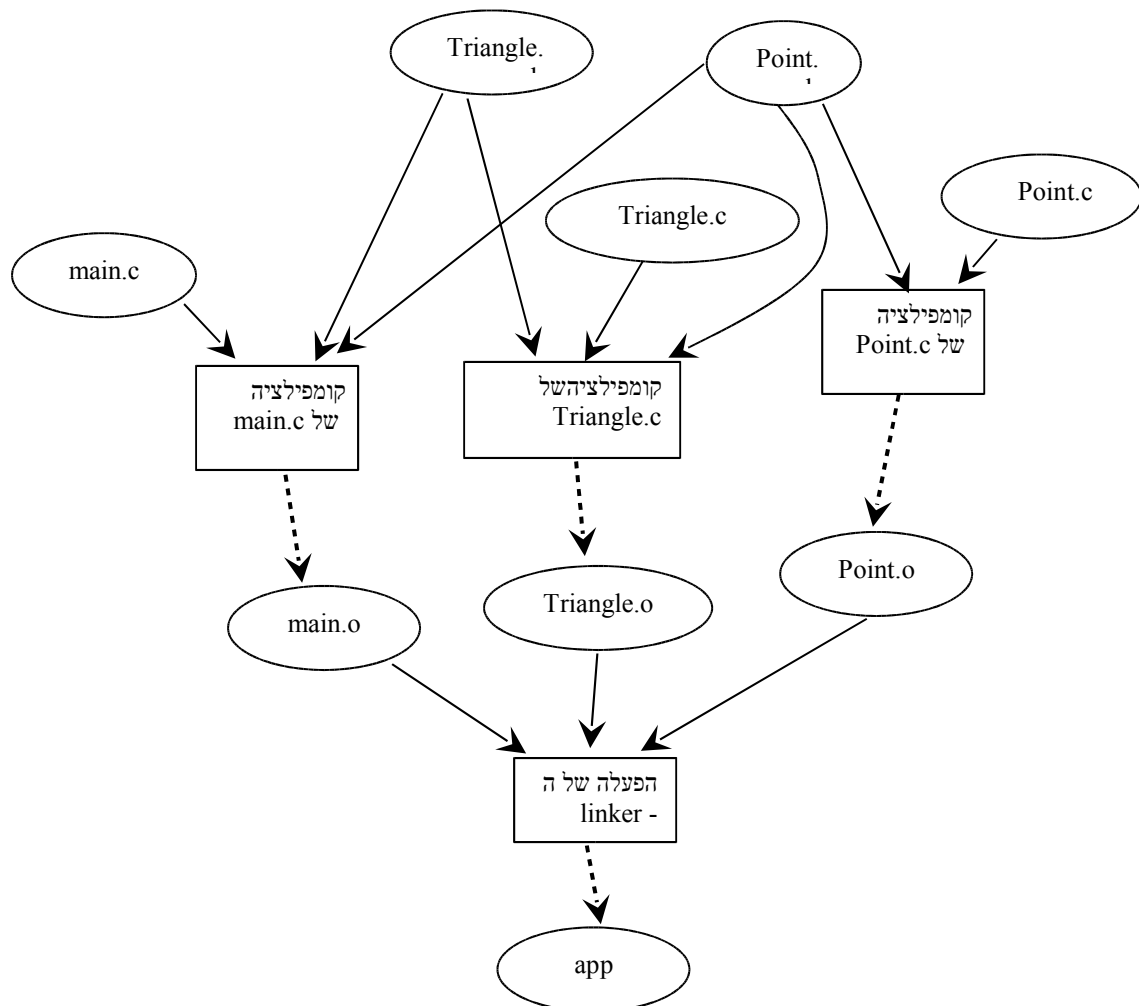 Triangle.
Point.
Triangle.c
Point.c
main.c
קומפילציה
של Point.c
קומפילציה
של main.c
קומפילציהשל
Triangle.c
Point.o
Triangle.o
main.o
הפעלה של ה
- linker
app